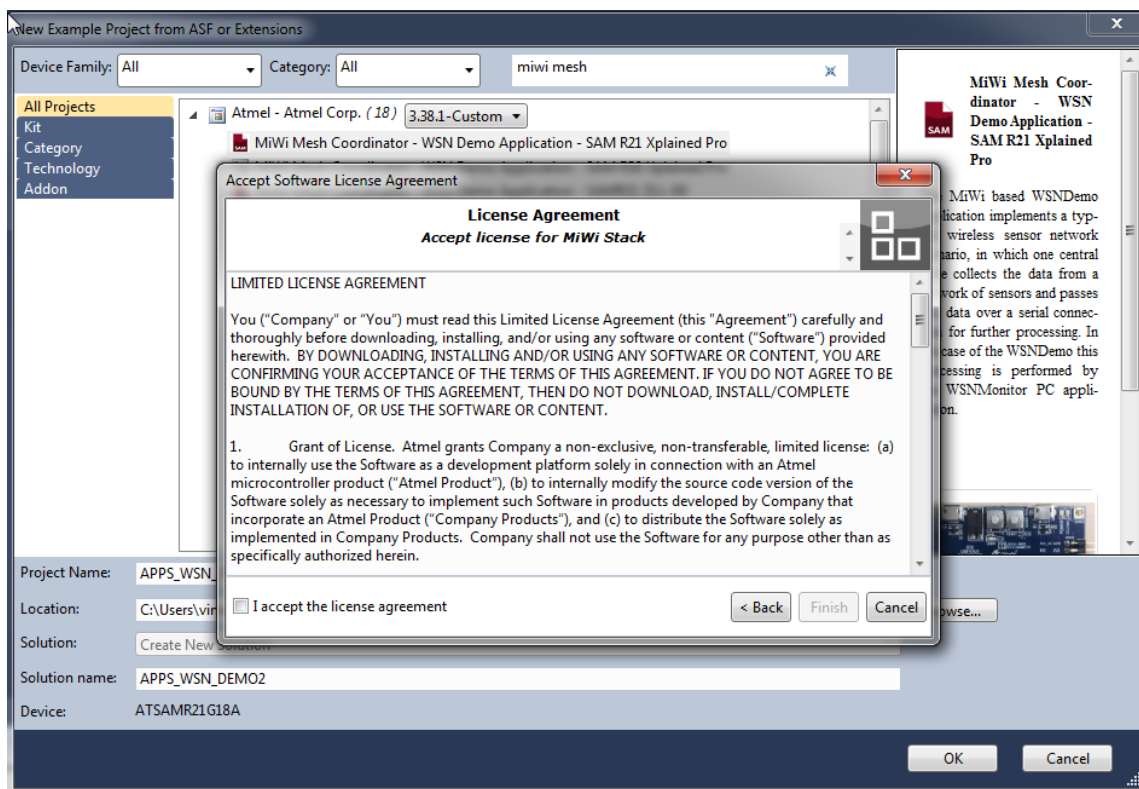 New Example Project from ASF or Extensions
x
Device Family: All Category: All miwi mesh
All Projects
Kit
Category
Technology
Addon
Atmel - Atmel Corp. (18) 3.38.1-Custom
MiWi Mesh Coordinator - WSN Demo Application - SAM R21 Xplained Pro
SAM
MiWi Mesh Coor-
dinator - WSN
Demo Application -
SAM R21 Xplained
Pro
MiWi based WSNDemo
lication implements a typ-
wireless sensor network
nario, in which one central
e collects the data from a
work of sensors and passes
data over a serial connec-
for further processing. In
case of the WSNDemo this
cessing is performed by
WSNMonitor PC appli-
on.
Accept Software License Agreement
x
License Agreement
Accept license for MiWi Stack
LIMITED LICENSE AGREEMENT
You ("Company" or "You") must read this Limited License Agreement (this "Agreement") carefully and
thoroughly before downloading, installing, and/or using any software or content ("Software") provided
herewith. BY DOWNLOADING, INSTALLING AND/OR USING ANY SOFTWARE OR CONTENT, YOU ARE
CONFIRMING YOUR ACCEPTANCE OF THE TERMS OF THIS AGREEMENT. IF YOU DO NOT AGREE TO BE
BOUND BY THE TERMS OF THIS AGREEMENT, THEN DO NOT DOWNLOAD, INSTALL/COMPLETE
INSTALLATION OF, OR USE THE SOFTWARE OR CONTENT.
1. Grant of License. Atmel grants Company a non-exclusive, non-transferable, limited license: (a)
to internally use the Software as a development platform solely in connection with an Atmel
microcontroller product ("Atmel Product"), (b) to internally modify the source code version of the
Software solely as necessary to implement such Software in products developed by Company that
incorporate an Atmel Product ("Company Products"), and (c) to distribute the Software solely as
implemented in Company Products. Company shall not use the Software for any purpose other than as
specifically authorized herein.
I accept the license agreement < Back Finish Cancel
Project Name: APPS_WSN_
Location: C:\Users\vir owse...
Solution: Create New Solution
Solution name: APPS_WSN_DEMO2
Device: ATSAMR21G18A
OK Cancel